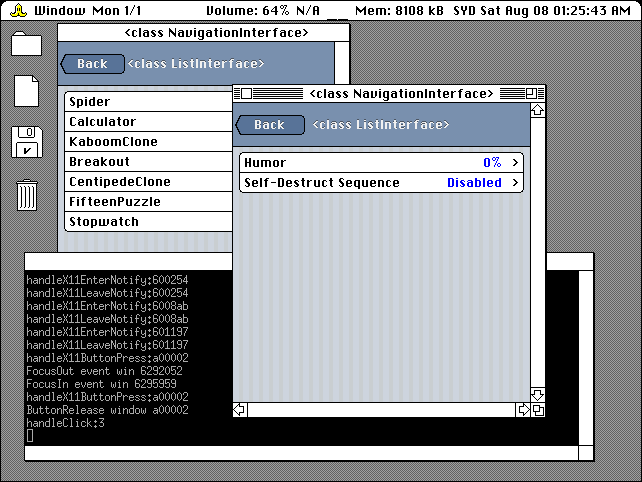 Window Mon 1/1 Volume: 64% N/A __ Mem: 8108 kB SYD Sat Aug 08 01:25:43 AM
<class NavigationInterface>
Back <class ListInterface>
Spider
Calculator
KaboomClone
Breakout
CentipedeClone
FifteenPuzzle
Stopwatch
<class NavigationInterface>
Back <class ListInterface>
Humor 0% >
Self-Destruct Sequence Disabled >
0
handleX11EnterNotify:600254
handleX11LeaveNotify:600254
handleX11EnterNotify:6008ab
handleX11LeaveNotify:6008ab
handleX11EnterNotify:601197
handleX11LeaveNotify:601197
handleX11ButtonPress:a00002
FocusOut event win 6292052
FocusIn event win 6295959
handleX11ButtonPress:a00002
ButtonRelease window a00002
handleClick:3